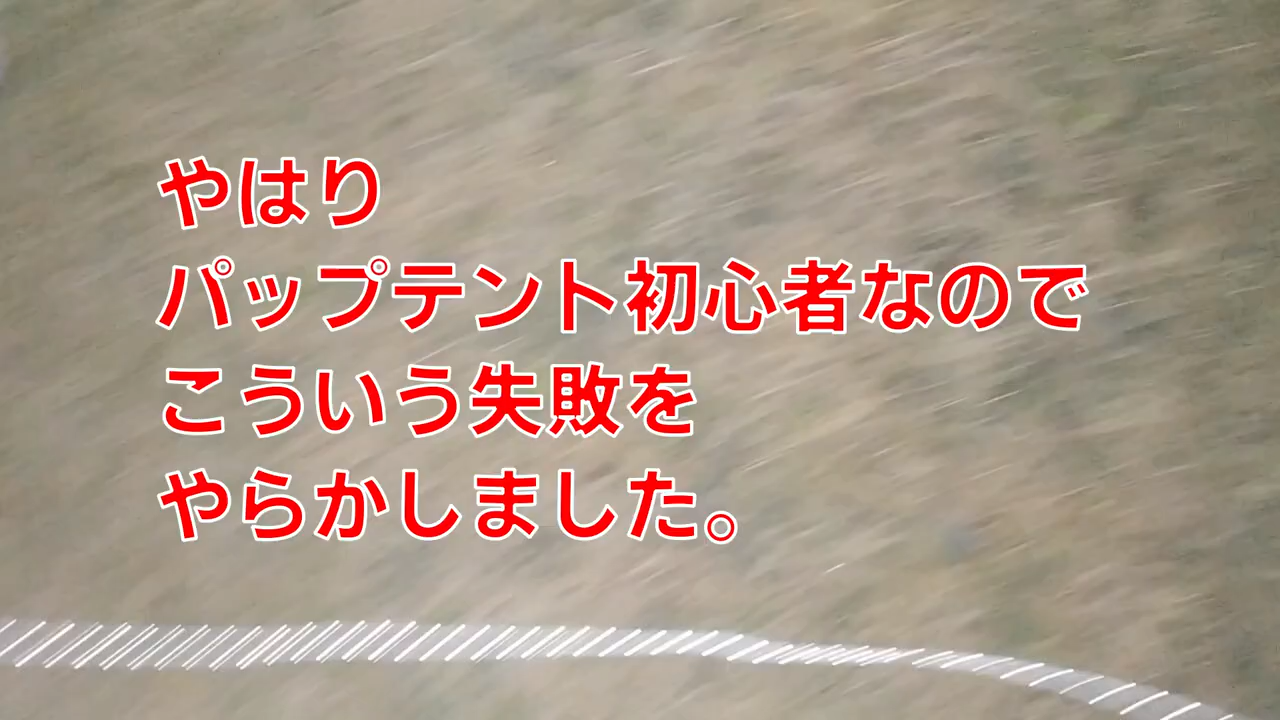 やはり
パップテント初心者なので
こういう失敗を
やらかしました。